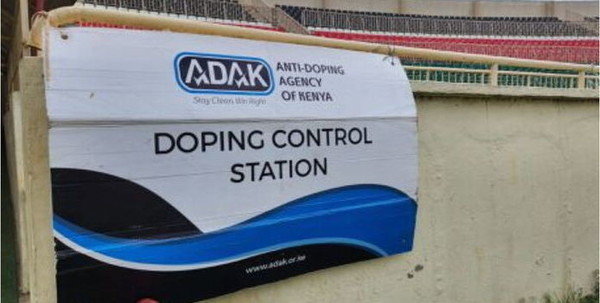 ADAK
Stay Clean, Win Right
ANTI-DOPING
AGENCY
OF KENYA
DOPING CONTROL
STATION
www.adak.or.ke